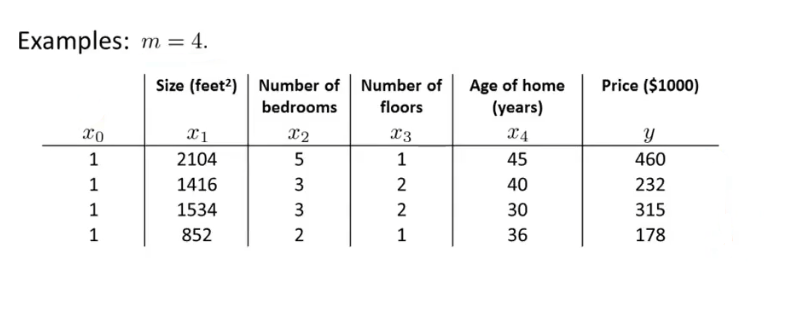 Examples: m = 4.
Size (feet²) Number of bedrooms Number of floors Age of home (years) Price ($1000)
x₀ x₁ x₂ x₃ x₄ y
1 2104 5 1 45 460
1 1416 3 2 40 232
1 1534 3 2 30 315
1 852 2 1 36 178